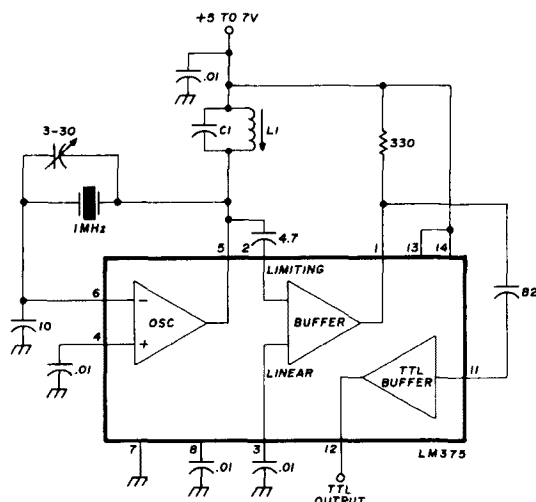 +5 TO 7V
.01
C1
L1
3-30
330
1MHz
4.7
5
2
1
13
14
LIMITING
82
6
−
OSC
BUFFER
10
4
+
.01
LINEAR
TTL
BUFFER
11
7
8
3
12
LM375
.01
.01
TTL
OUTPUT